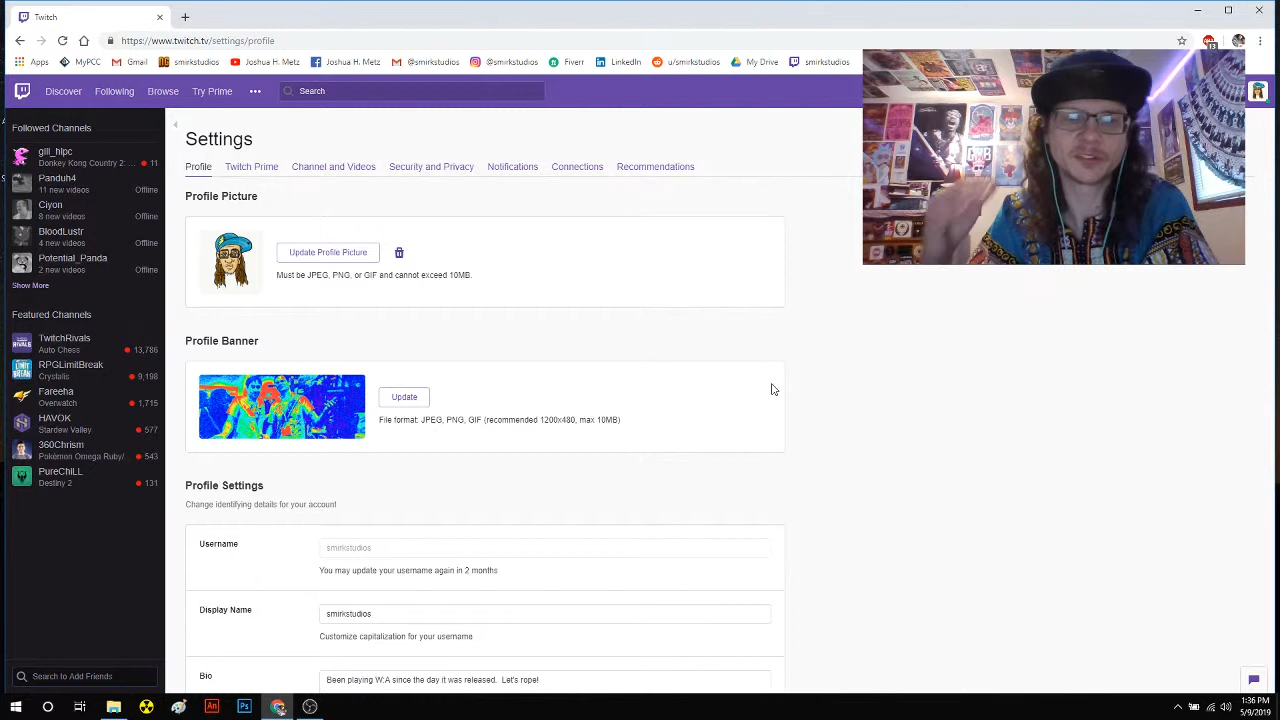 Twitch
https://www.twitch.tv/settings/profile
13
Apps MyPCC Gmail smirkstudios Joshua H. Metz Joshua H. Metz @smirkstudios @smirkstudios Fiverr LinkedIn u/smirkstudios My Drive smirkstudios
Discover Following Browse Try Prime ••• Search
Followed Channels
gill_hlpc
Donkey Kong Country 2: ... 11
Panduh4
11 new videos Offline
Ciyon
8 new videos Offline
BloodLustr
4 new videos Offline
Potential_Panda
2 new videos Offline
Show More
Featured Channels
TwitchRivals
Auto Chess 13,786
RPGLimitBreak
Crystalis 9,198
Fareeha
Overwatch 1,715
HAVOK
Stardew Valley 577
360Chrism
Pokémon Omega Ruby/... 543
PureChiLL
Destiny 2 131
Search to Add Friends
Settings
Profile Twitch Prime Channel and Videos Security and Privacy Notifications Connections Recommendations
Profile Picture
Update Profile Picture
Must be JPEG, PNG, or GIF and cannot exceed 10MB.
Profile Banner
Update
File format: JPEG, PNG, GIF (recommended 1200x480, max 10MB)
Profile Settings
Change identifying details for your account
Username smirkstudios
You may update your username again in 2 months
Display Name smirkstudios
Customize capitalization for your username
Bio Been playing W:A since the day it was released. Let's rope!
An Ps
1:36 PM
5/9/2019